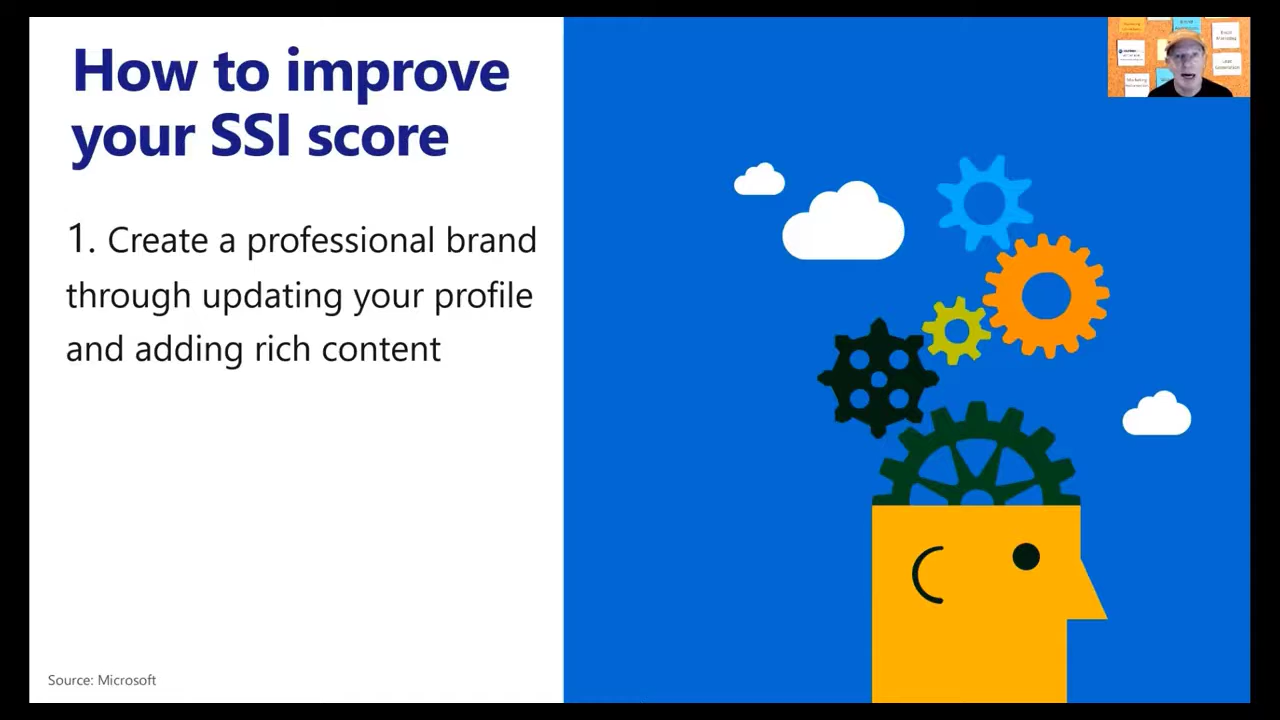 How to improve
your SSI score
1. Create a professional brand
through updating your profile
and adding rich content
Source: Microsoft